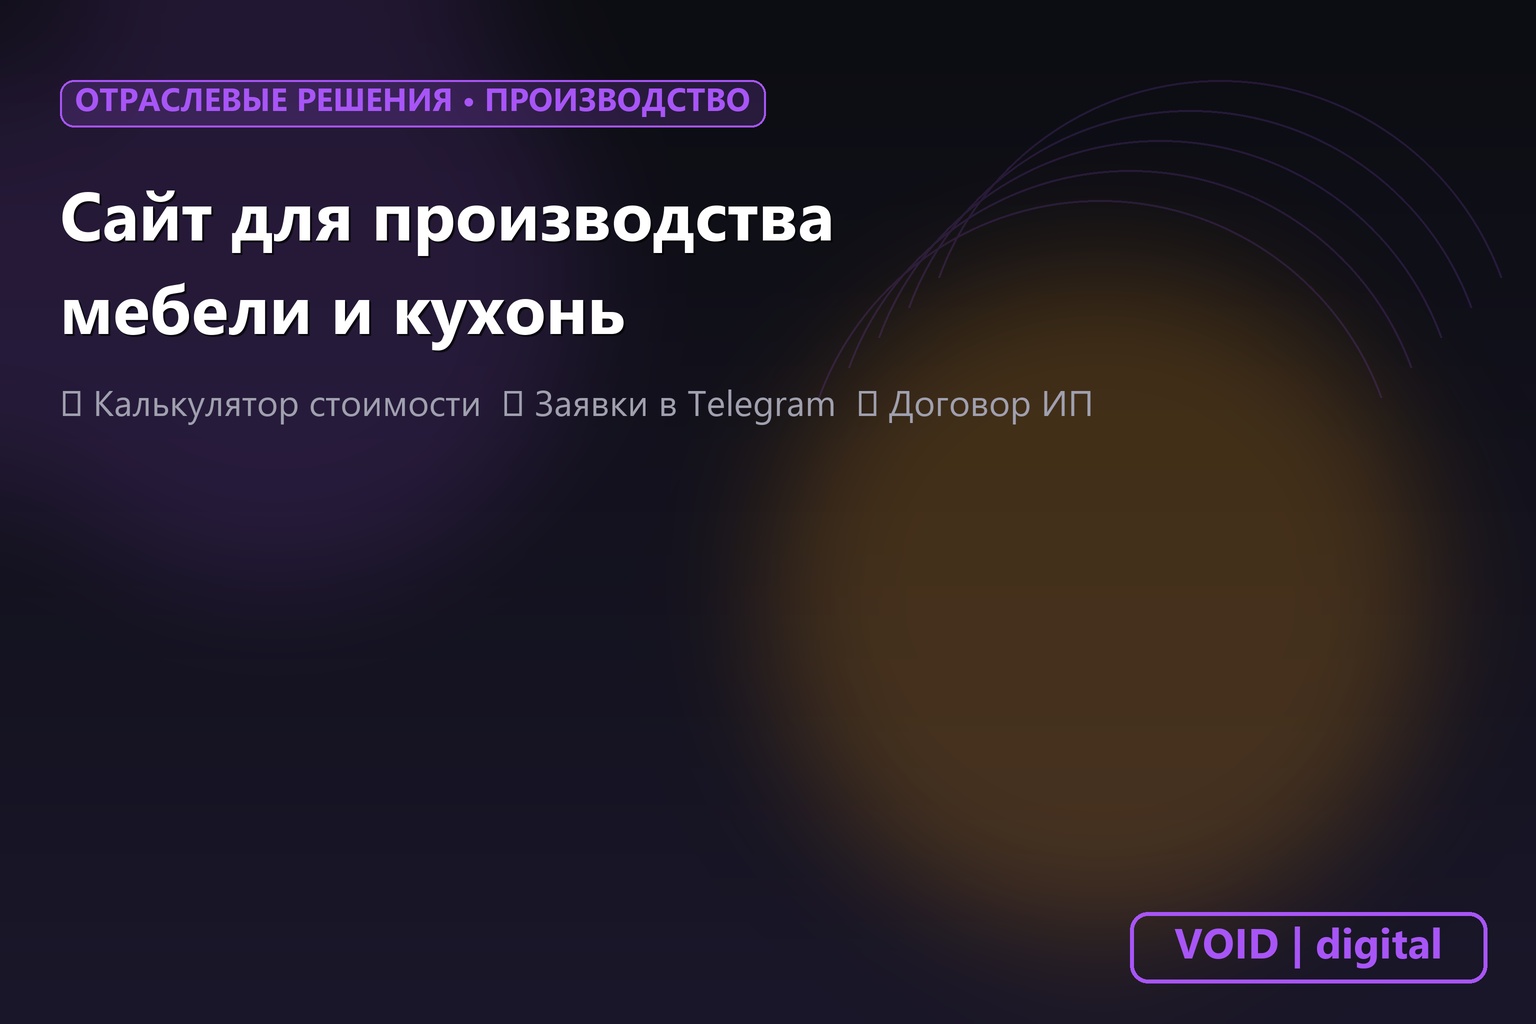 ОТРАСЛЕВЫЕ РЕШЕНИЯ • ПРОИЗВОДСТВО
Сайт для производства
мебели и кухонь
▯ Калькулятор стоимости ▯ Заявки в Telegram ▯ Договор ИП
VOID | digital